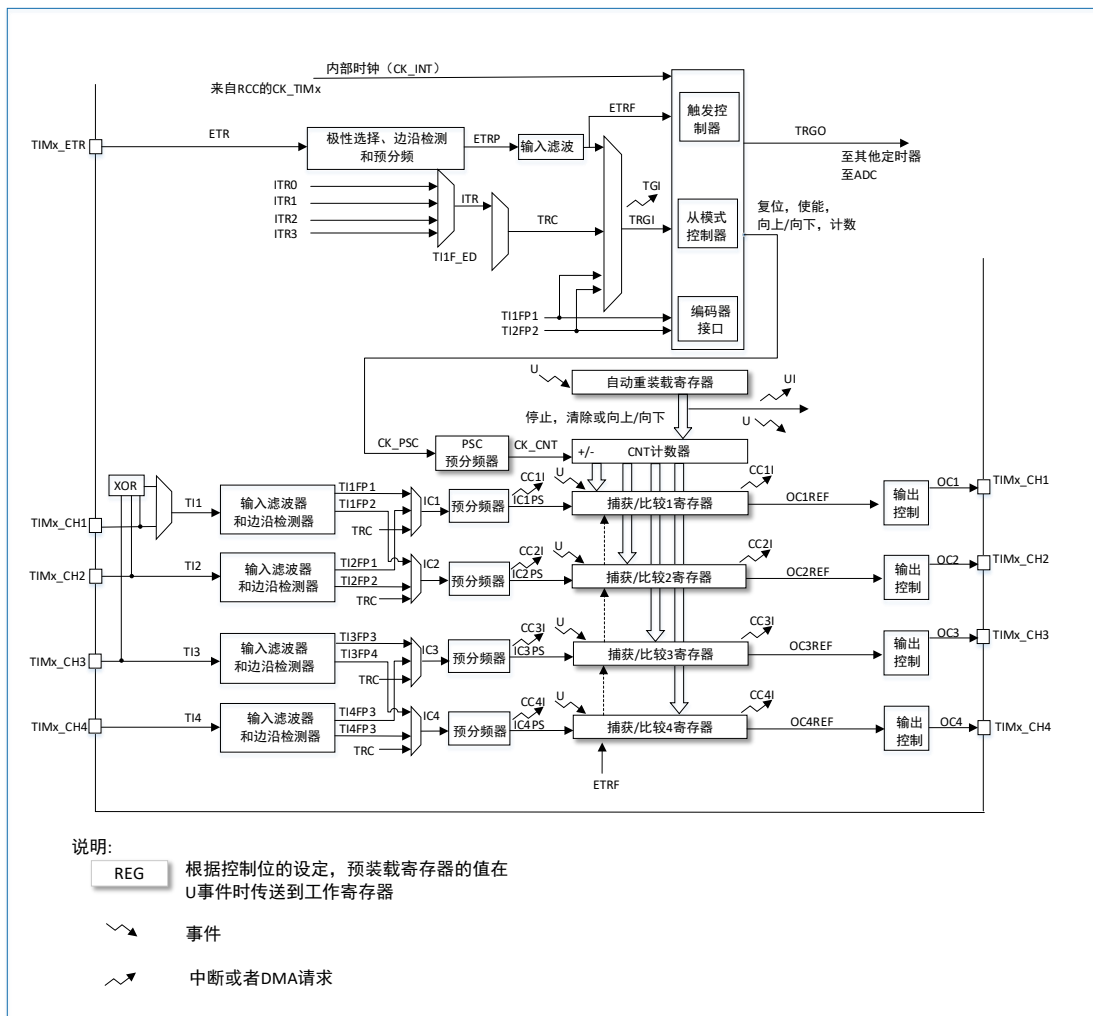 内部时钟（CK_INT）
来自RCC的CK_TIMx
ETRF
触发控
制器
TIMx_ETR
ETR
极性选择、边沿检测
和预分频
ETRP
输入滤波
TRGO
至其他定时器
至ADC
ITR0
ITR1
ITR2
ITR3
ITR
TI1F_ED
TRC
TGI
TRGI
从模式
控制器
复位，使能，
向上/向下，计数
TI1FP1
TI2FP2
编码器
接口
U
自动重装载寄存器
UI
U
停止，清除或向上/向下
CK_PSC
PSC
预分频器
CK_CNT
+/-
CNT计数器
XOR
TIMx_CH1
TI1
输入滤波器
和边沿检测器
TI1FP1
TI1FP2
TRC
IC1
预分频器
CC1I
IC1PS
U
捕获/比较1寄存器
CC1I
OC1REF
输出
控制
OC1
TIMx_CH1
TIMx_CH2
TI2
输入滤波器
和边沿检测器
TI2FP1
TI2FP2
TRC
IC2
预分频器
CC2I
IC2PS
U
捕获/比较2寄存器
CC2I
OC2REF
输出
控制
OC2
TIMx_CH2
TIMx_CH3
TI3
输入滤波器
和边沿检测器
TI3FP3
TI3FP4
TRC
IC3
预分频器
CC3I
IC3PS
U
捕获/比较3寄存器
CC3I
OC3REF
输出
控制
OC3
TIMx_CH3
TIMx_CH4
TI4
输入滤波器
和边沿检测器
TI4FP3
TI4FP3
TRC
IC4
预分频器
CC4I
IC4PS
U
捕获/比较4寄存器
CC4I
OC4REF
输出
控制
OC4
TIMx_CH4
ETRF
说明:
REG
根据控制位的设定，预装载寄存器的值在
U事件时传送到工作寄存器
事件
中断或者DMA请求